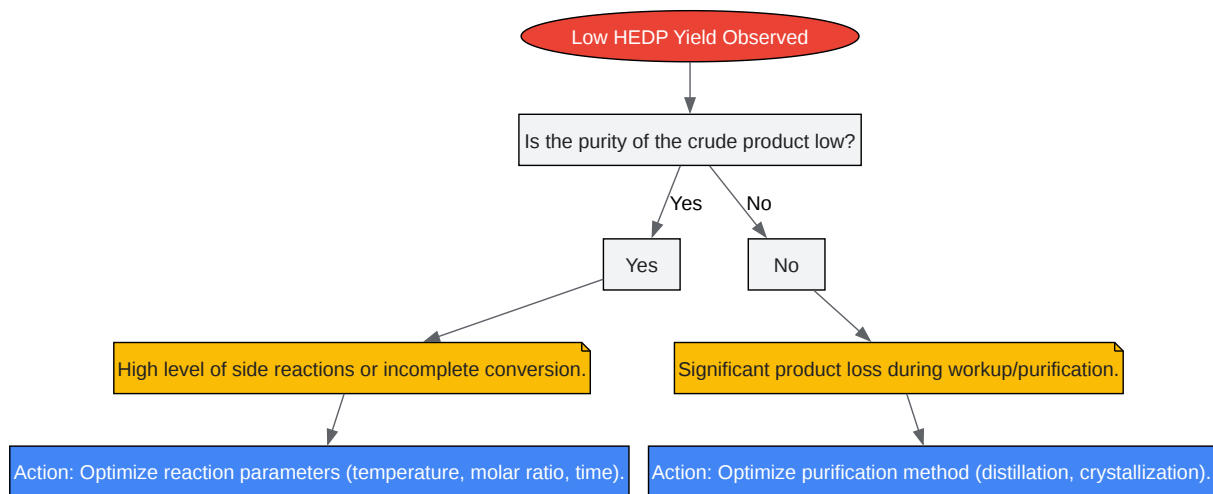 Low HEDP Yield Observed
Is the purity of the crude product low?
Yes
No
Yes
No
High level of side reactions or incomplete conversion.
Significant product loss during workup/purification.
Action: Optimize reaction parameters (temperature, molar ratio, time).
Action: Optimize purification method (distillation, crystallization).